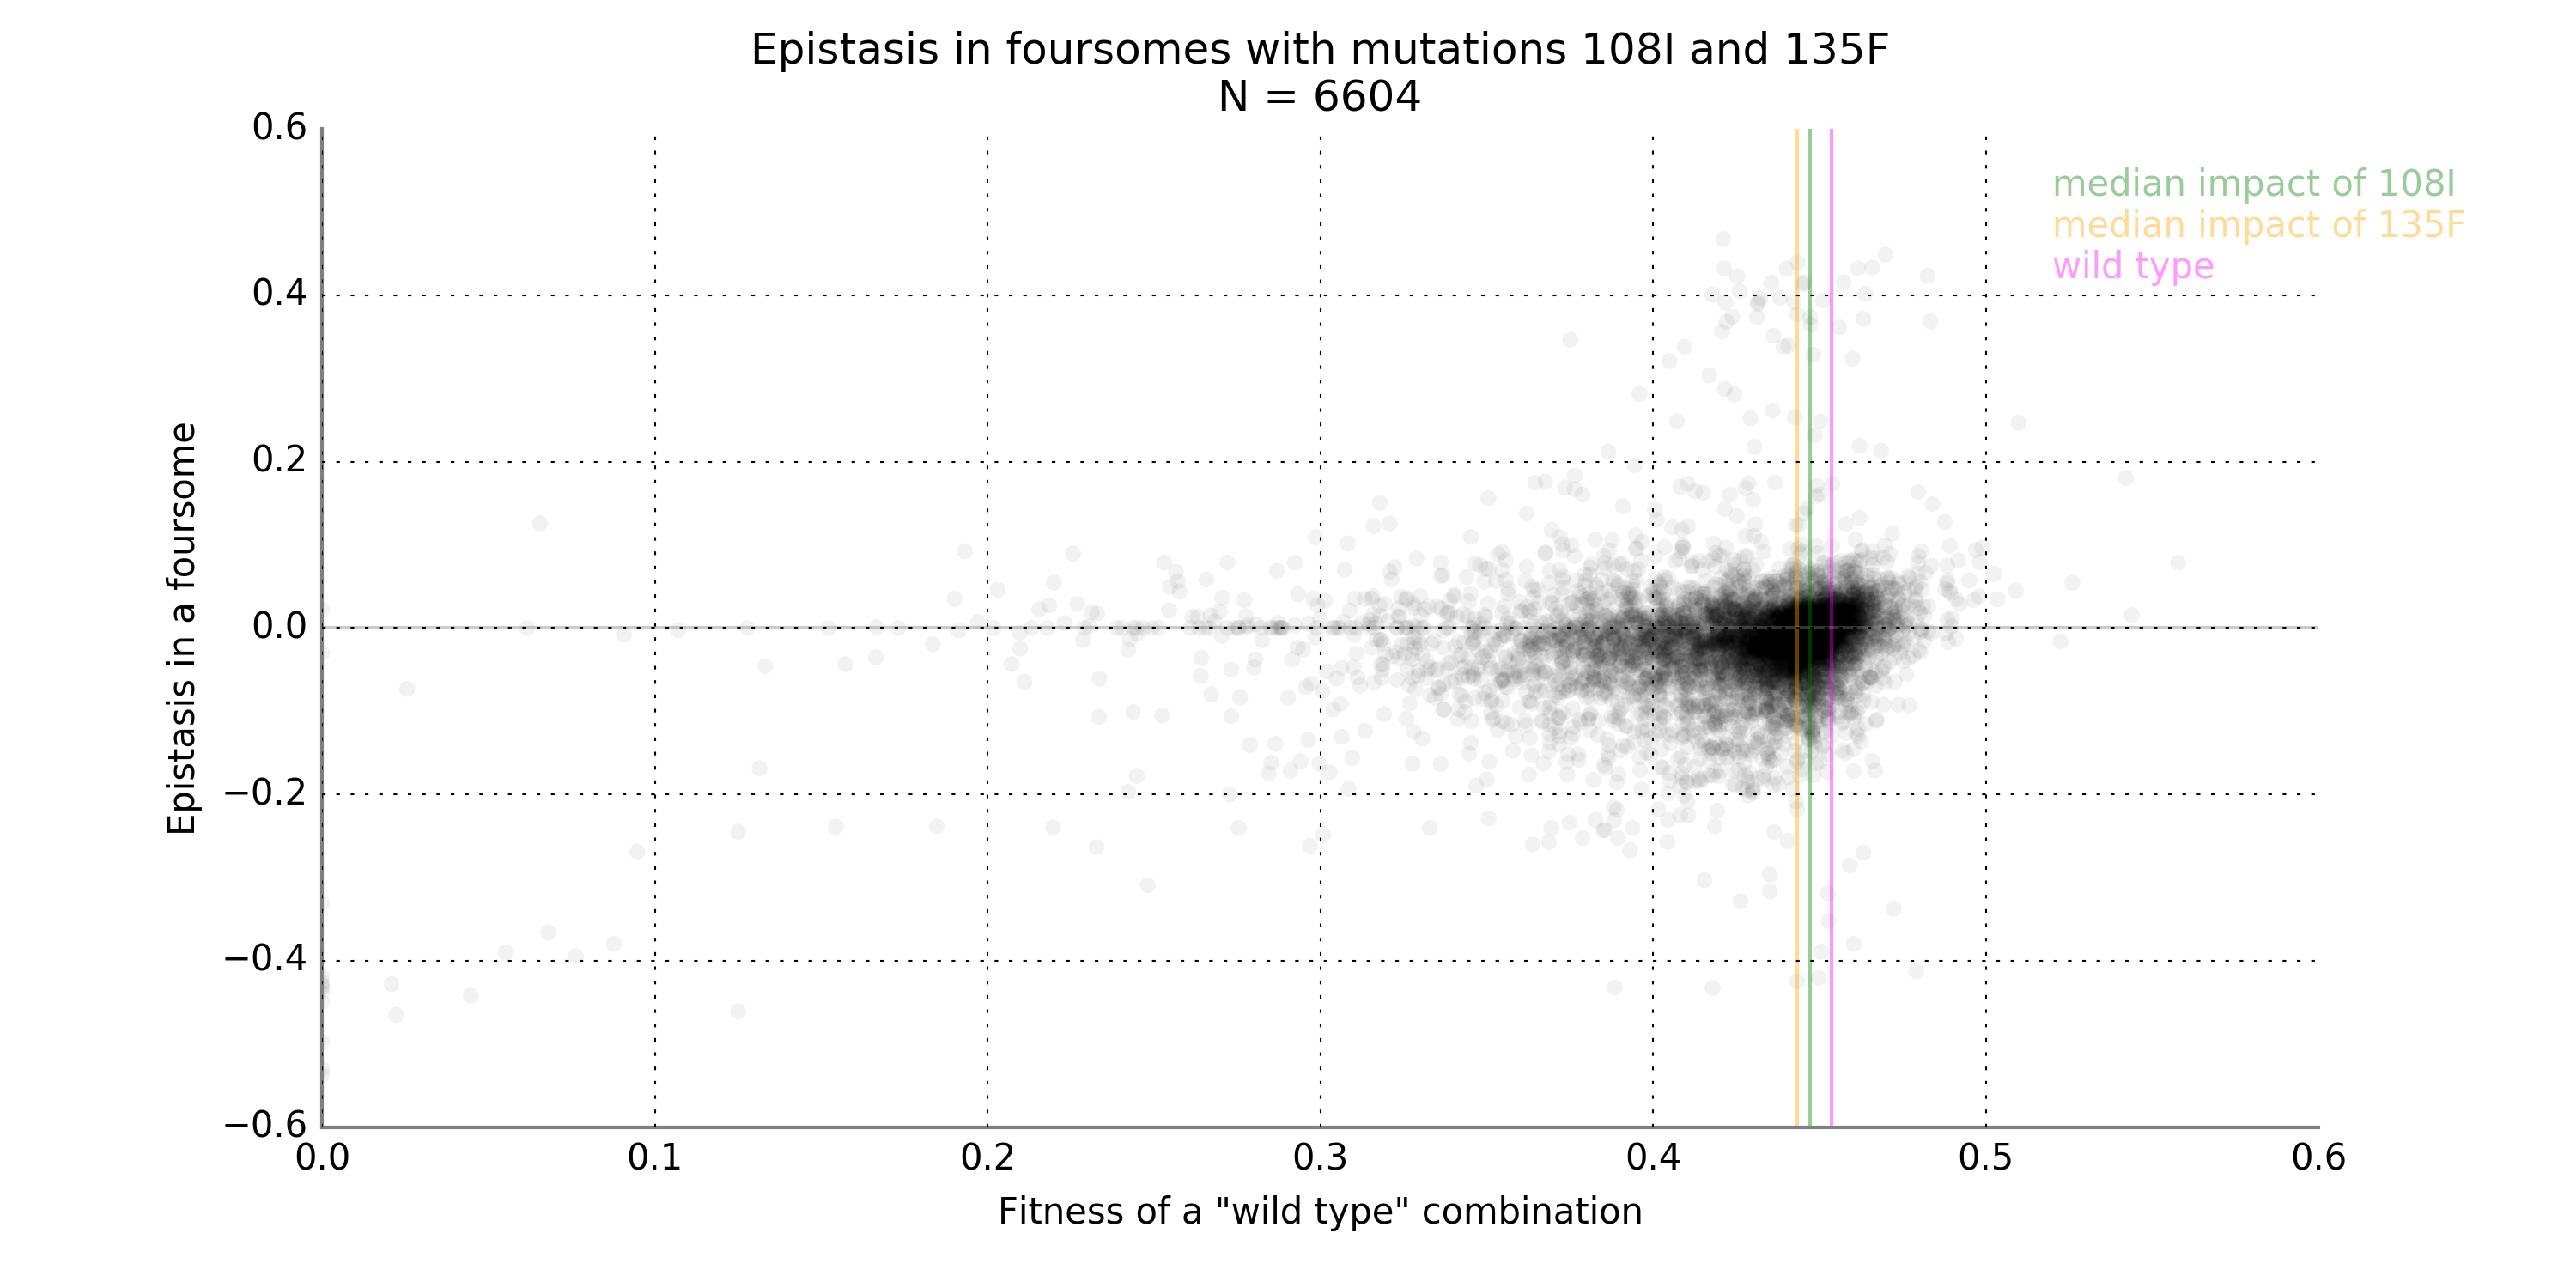 Epistasis in foursomes with mutations 108I and 135F
N = 6604
0.6
0.4
0.2
0.0
−0.2
−0.4
−0.6
Epistasis in a foursome
median impact of 108I
median impact of 135F
wild type
0.0 0.1 0.2 0.3 0.4 0.5 0.6
Fitness of a "wild type" combination